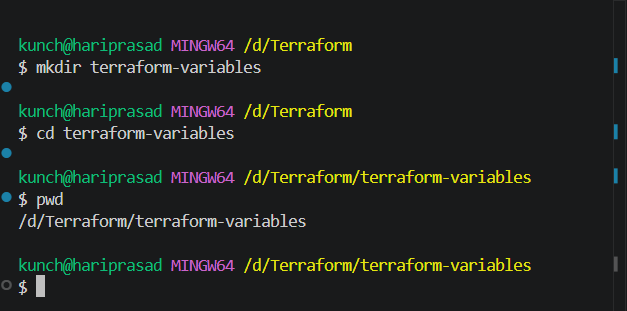 kunch@hariprasad MINGW64 /d/Terraform
$ mkdir terraform-variables
kunch@hariprasad MINGW64 /d/Terraform
$ cd terraform-variables
kunch@hariprasad MINGW64 /d/Terraform/terraform-variables
$ pwd
/d/Terraform/terraform-variables
kunch@hariprasad MINGW64 /d/Terraform/terraform-variables
$